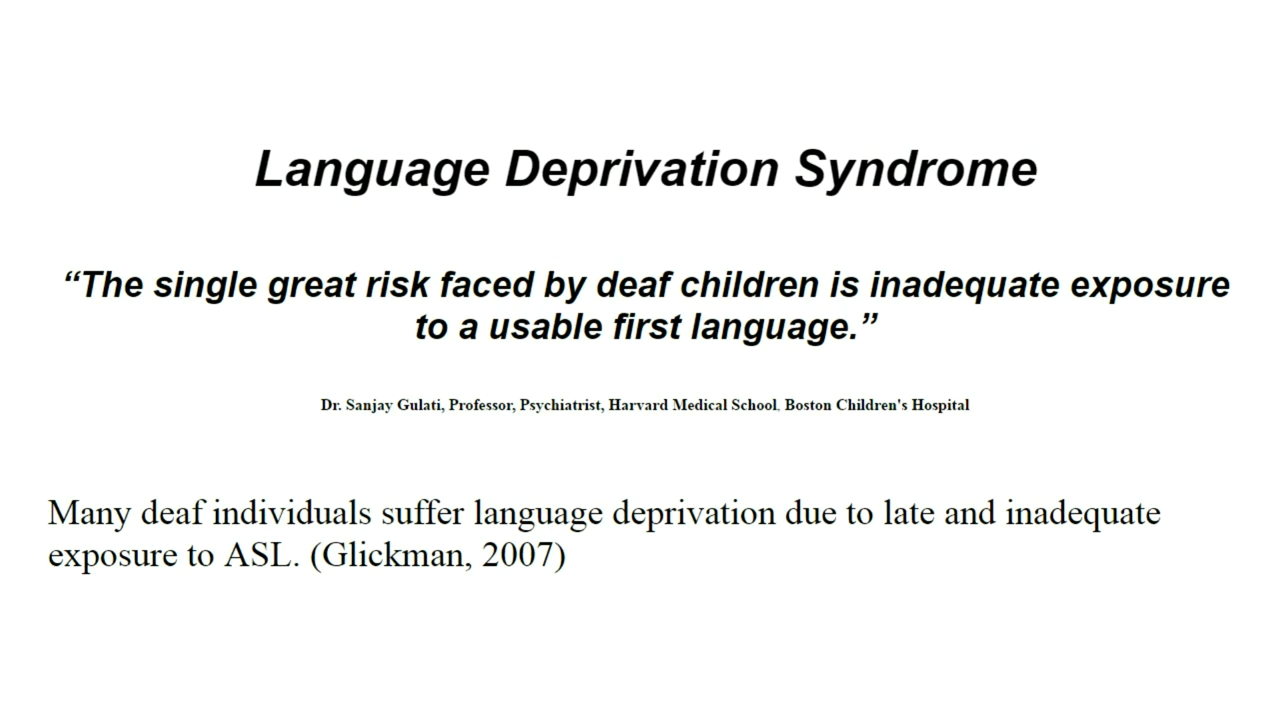 Language Deprivation Syndrome
“The single great risk faced by deaf children is inadequate exposure
to a usable first language.”
Dr. Sanjay Gulati, Professor, Psychiatrist, Harvard Medical School, Boston Children's Hospital
Many deaf individuals suffer language deprivation due to late and inadequate
exposure to ASL. (Glickman, 2007)